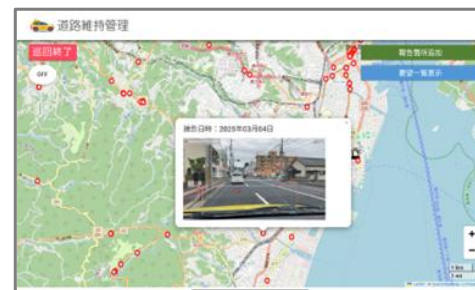 道路維持管理
巡回終了
OFF
報告箇所追加
要望一覧表示
撮影日時:2025年03月04日
+
−